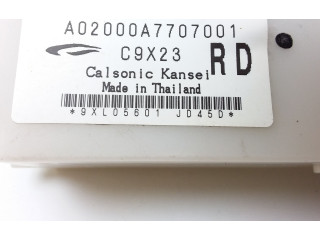 A02000A7707001
C9X23 RD
Calsonic Kansei
Made in Thailand
*9XL05601 JD45D*